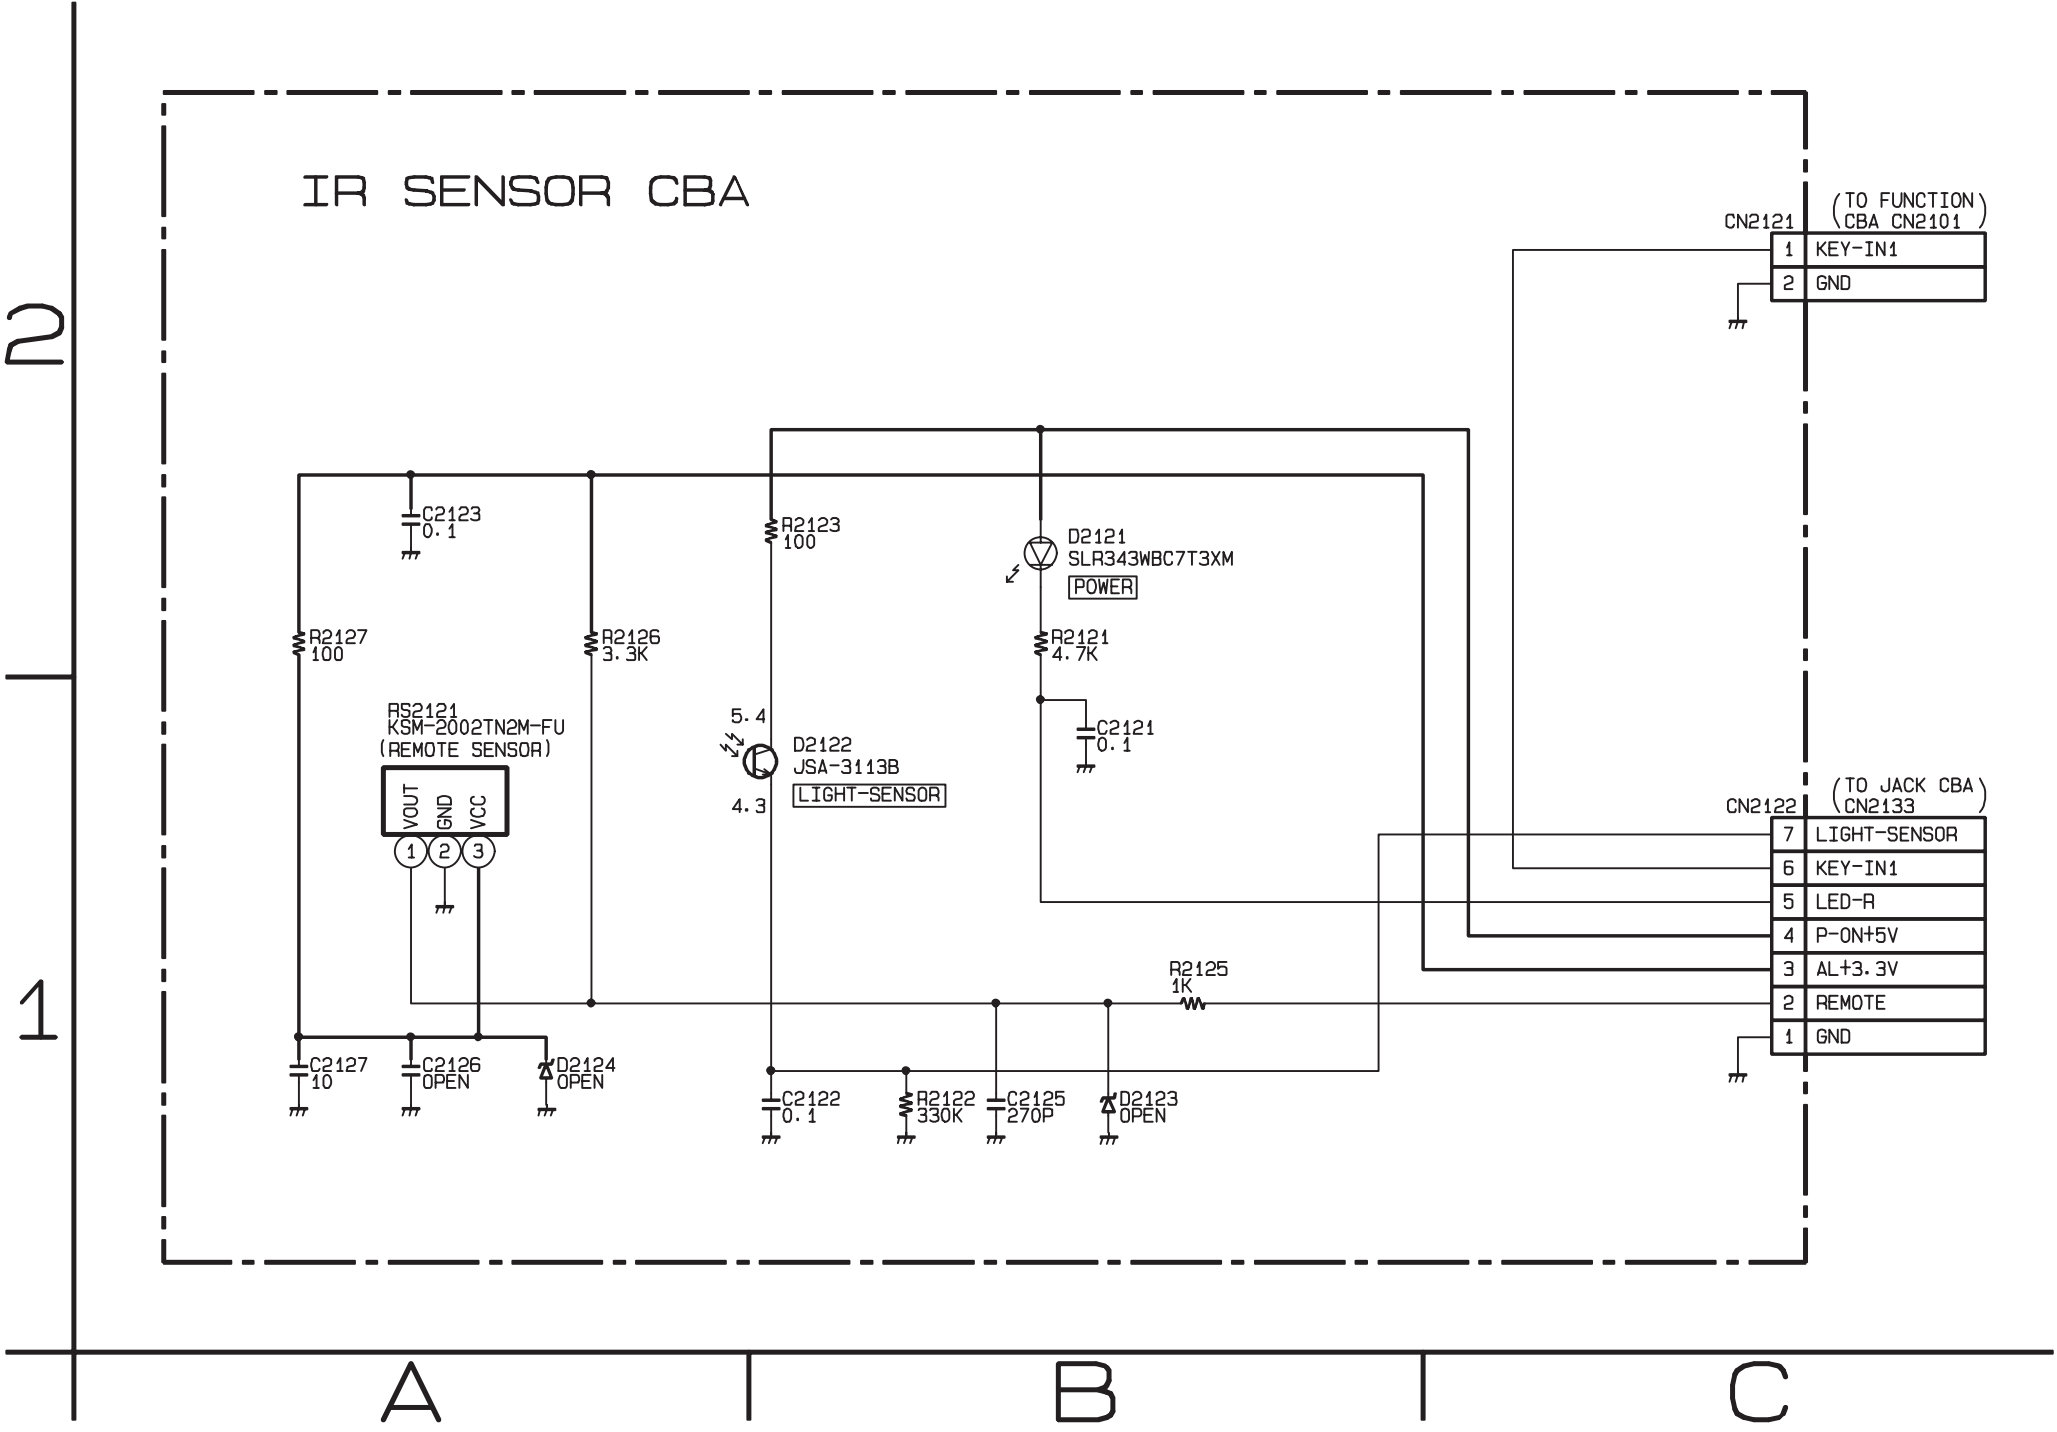 IR SENSOR CBA
CN2121
(TO FUNCTION
CBA CN2101)
1 KEY-IN1
2 GND
2
C2123
0.1
R2123
100
D2121
SLR343WBC7T3XM
POWER
R2127
100
R2126
3.3K
R2121
4.7K
RS2121
KSM-2002TN2M-FU
(REMOTE SENSOR)
VOUT
GND
VCC
1 2 3
5.4
D2122
JSA-3113B
LIGHT-SENSOR
4.3
C2121
0.1
CN2122
(TO JACK CBA
CN2133)
7 LIGHT-SENSOR
6 KEY-IN1
5 LED-R
4 P-ON+5V
3 AL+3.3V
2 REMOTE
1 GND
R2125
1K
1
C2127
10
C2126
OPEN
D2124
OPEN
C2122
0.1
R2122
330K
C2125
270P
D2123
OPEN
A B C